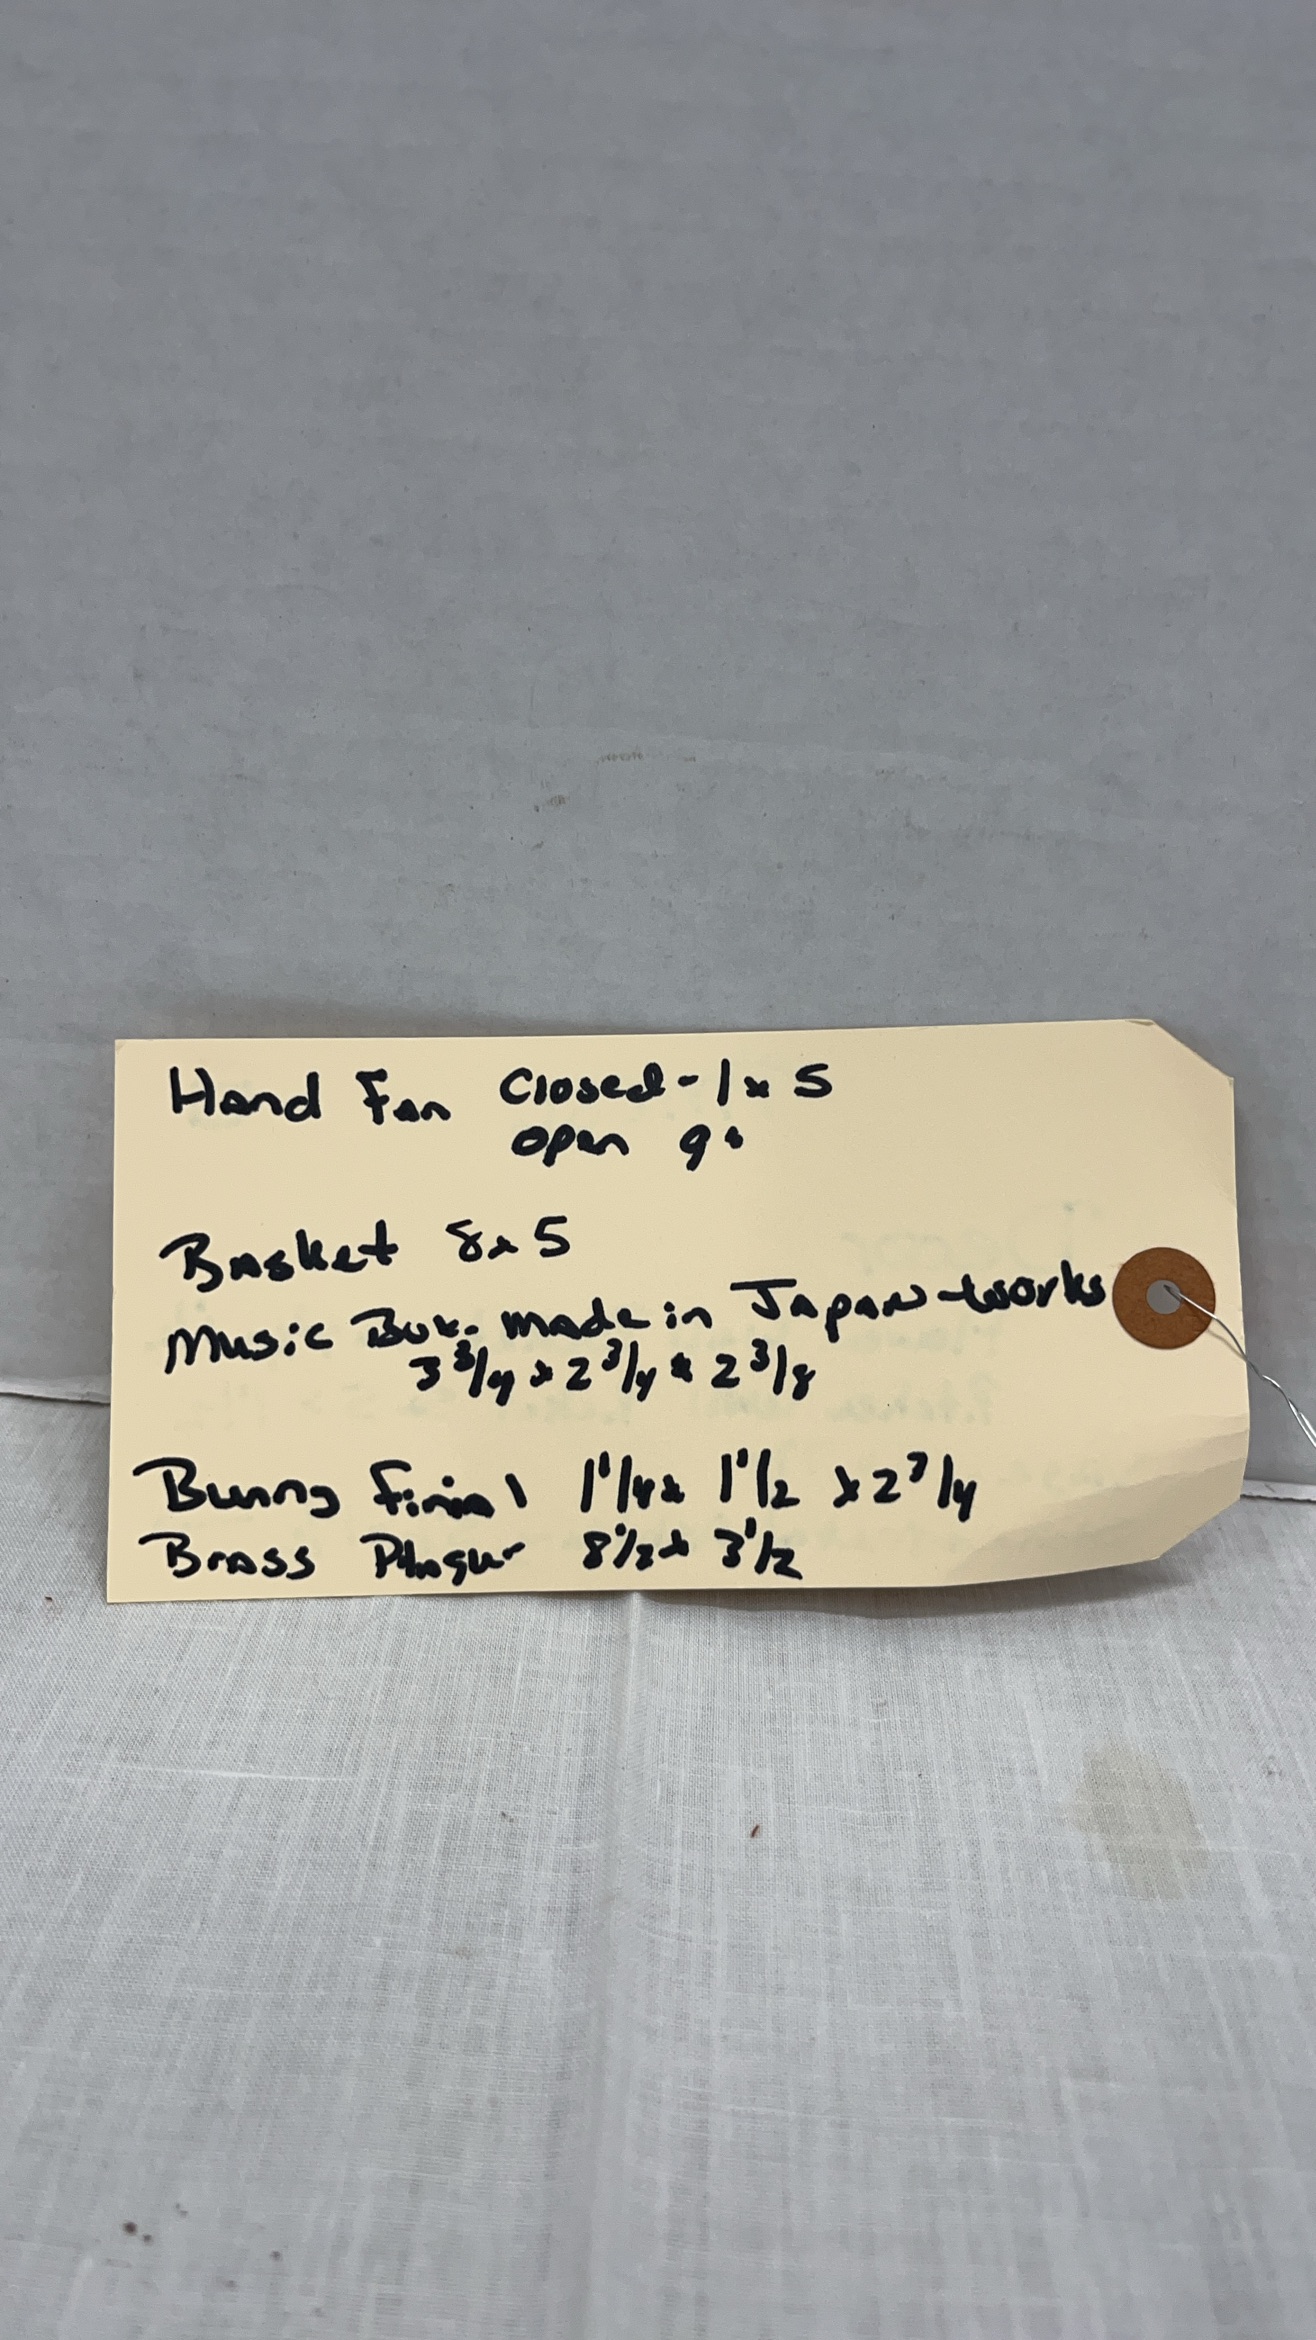 Hand Fan Closed - 1 x 5
open 9"
Basket 8 x 5
Music Box. made in Japan - works
3 3/4 x 2 3/4 x 2 3/8
Bunny Finial 1 1/4 x 1 1/2 x 2 3/4
Brass Plaque 8 1/2 x 3 1/2